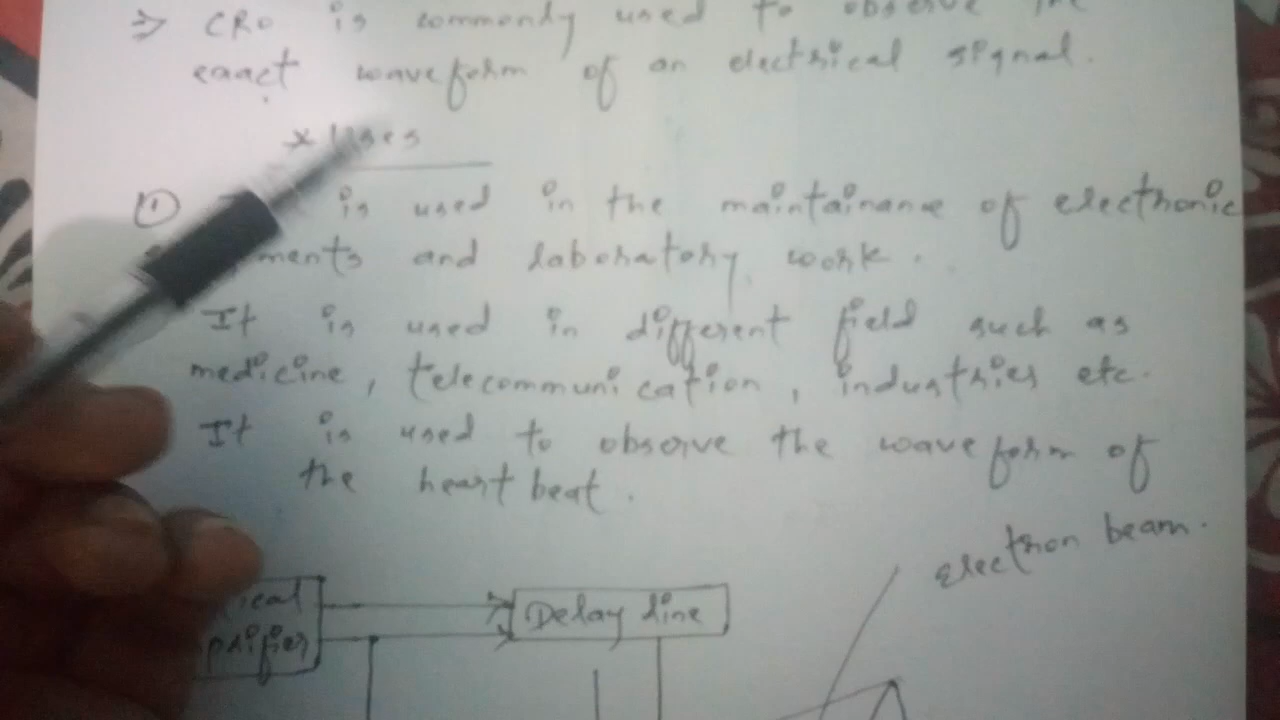 ⇒ CRO is commonly used to observe the
exact waveform of an electrical signal.
* Uses
① is used in the maintainance of electronic
and laboratory work.
It is used in different field such as
medicine, telecommunication, industries etc.
It is used to observe the waveform of
the heart beat.
electron beam.
Delay line